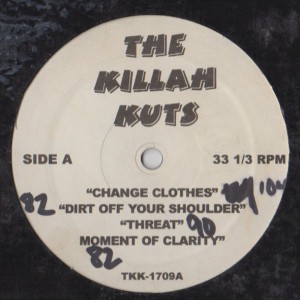 THE
KILLAH
KUTS
SIDE A 33 1/3 RPM
"CHANGE CLOTHES" 104
82 "DIRT OFF YOUR SHOULDER"
"THREAT" 90
MOMENT OF CLARITY"
82
TKK-1709A